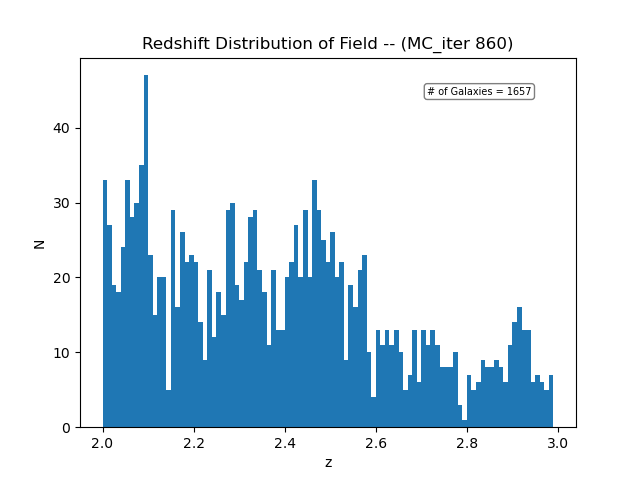 Redshift Distribution of Field -- (MC_iter 860)
# of Galaxies = 1657
40
30
20
10
0
N
2.0 2.2 2.4 2.6 2.8 3.0
z